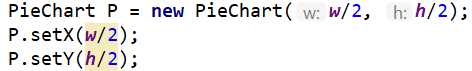 PieChart P = new PieChart( w: w/2, h: h/2);
P.setX(w/2);
P.setY(h/2);